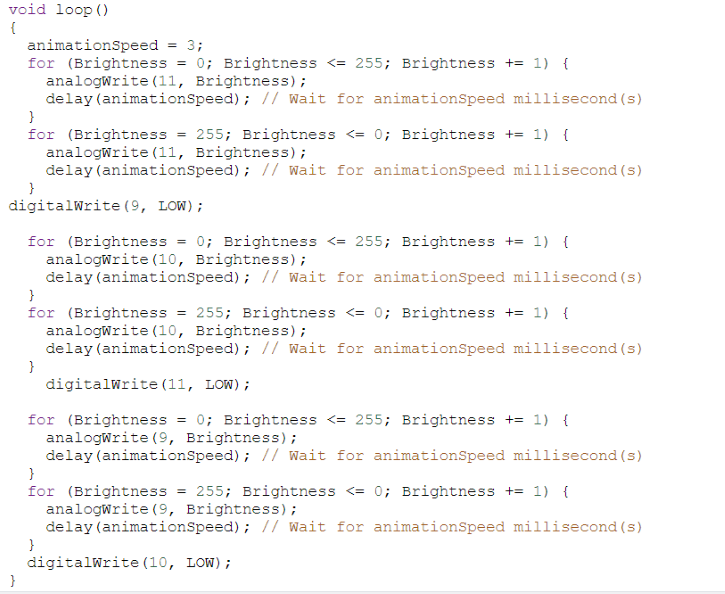 void loop()
{
  animationSpeed = 3;
  for (Brightness = 0; Brightness <= 255; Brightness += 1) {
    analogWrite(11, Brightness);
    delay(animationSpeed); // Wait for animationSpeed millisecond(s)
  }
  for (Brightness = 255; Brightness <= 0; Brightness += 1) {
    analogWrite(11, Brightness);
    delay(animationSpeed); // Wait for animationSpeed millisecond(s)
  }
digitalWrite(9, LOW);
  for (Brightness = 0; Brightness <= 255; Brightness += 1) {
    analogWrite(10, Brightness);
    delay(animationSpeed); // Wait for animationSpeed millisecond(s)
  }
  for (Brightness = 255; Brightness <= 0; Brightness += 1) {
    analogWrite(10, Brightness);
    delay(animationSpeed); // Wait for animationSpeed millisecond(s)
  }
    digitalWrite(11, LOW);
  for (Brightness = 0; Brightness <= 255; Brightness += 1) {
    analogWrite(9, Brightness);
    delay(animationSpeed); // Wait for animationSpeed millisecond(s)
  }
  for (Brightness = 255; Brightness <= 0; Brightness += 1) {
    analogWrite(9, Brightness);
    delay(animationSpeed); // Wait for animationSpeed millisecond(s)
  }
  digitalWrite(10, LOW);
}